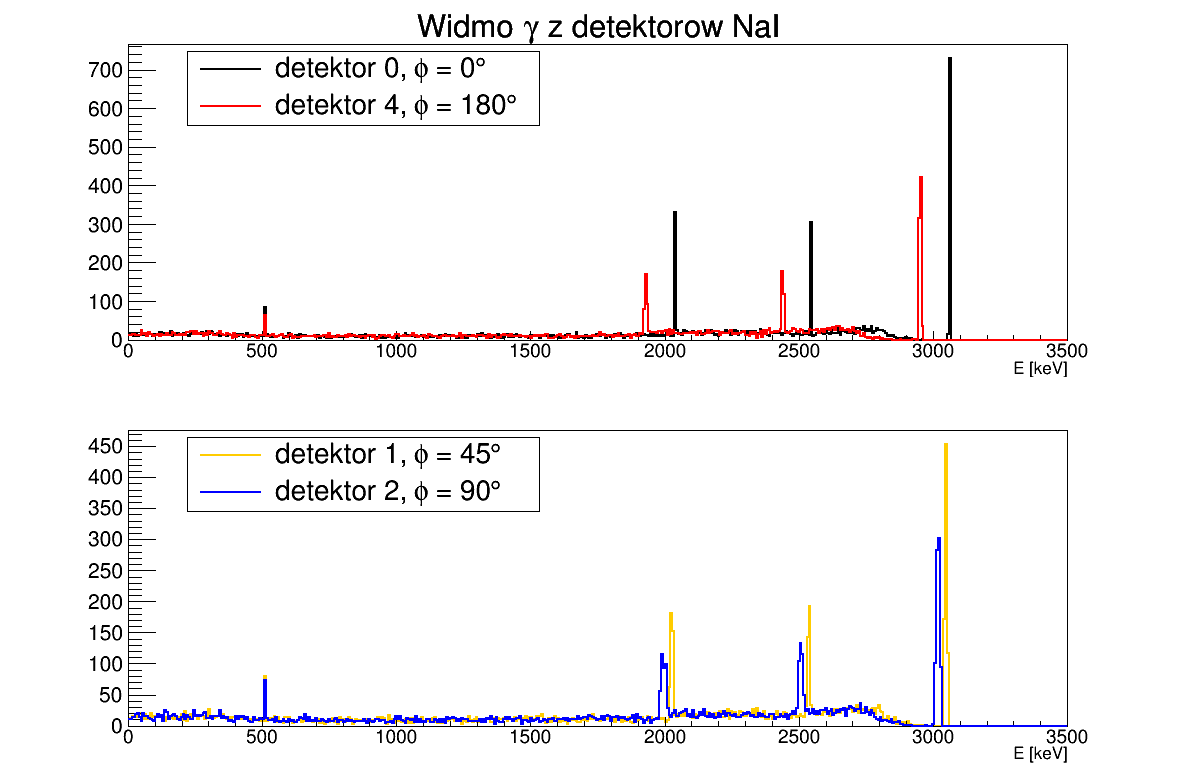 Widmo γ z detektorow NaI
detektor 0, ϕ = 0°
detektor 4, ϕ = 180°
700
600
500
400
300
200
100
0
0 500 1000 1500 2000 2500 3000 3500
E [keV]
detektor 1, ϕ = 45°
detektor 2, ϕ = 90°
450
400
350
300
250
200
150
100
50
0
0 500 1000 1500 2000 2500 3000 3500
E [keV]